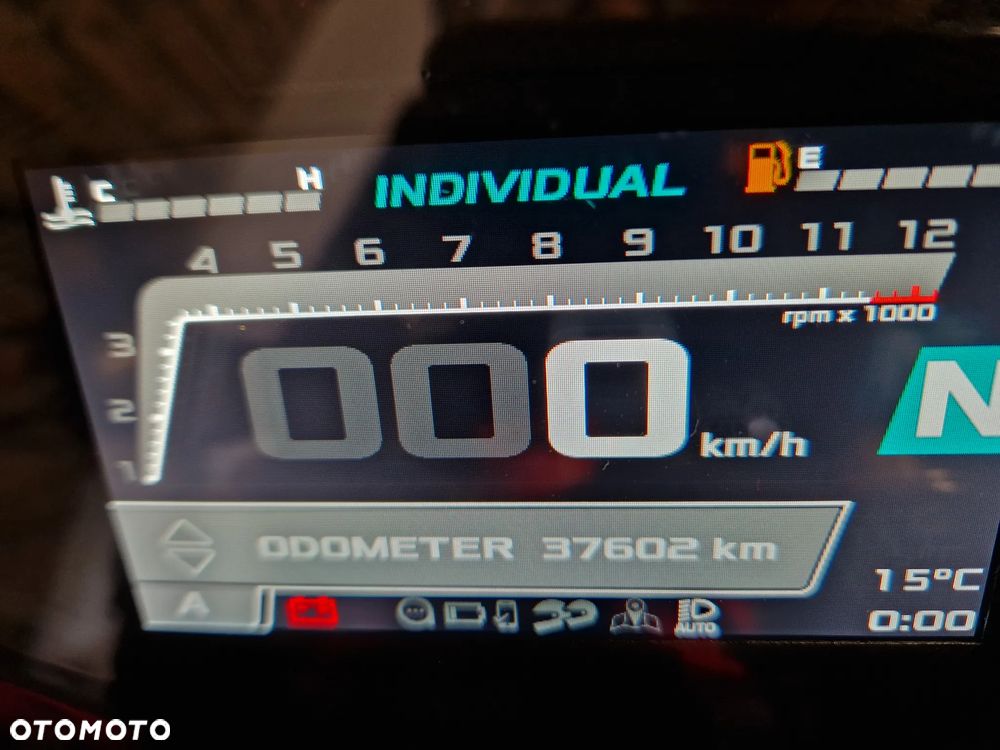 C H INDIVIDUAL E
4 5 6 7 8 9 10 11 12
rpm x 1000
3
2
1
000 km/h N
ODOMETER 37602 km
A
AUTO
15°C
0:00
OTOMOTO